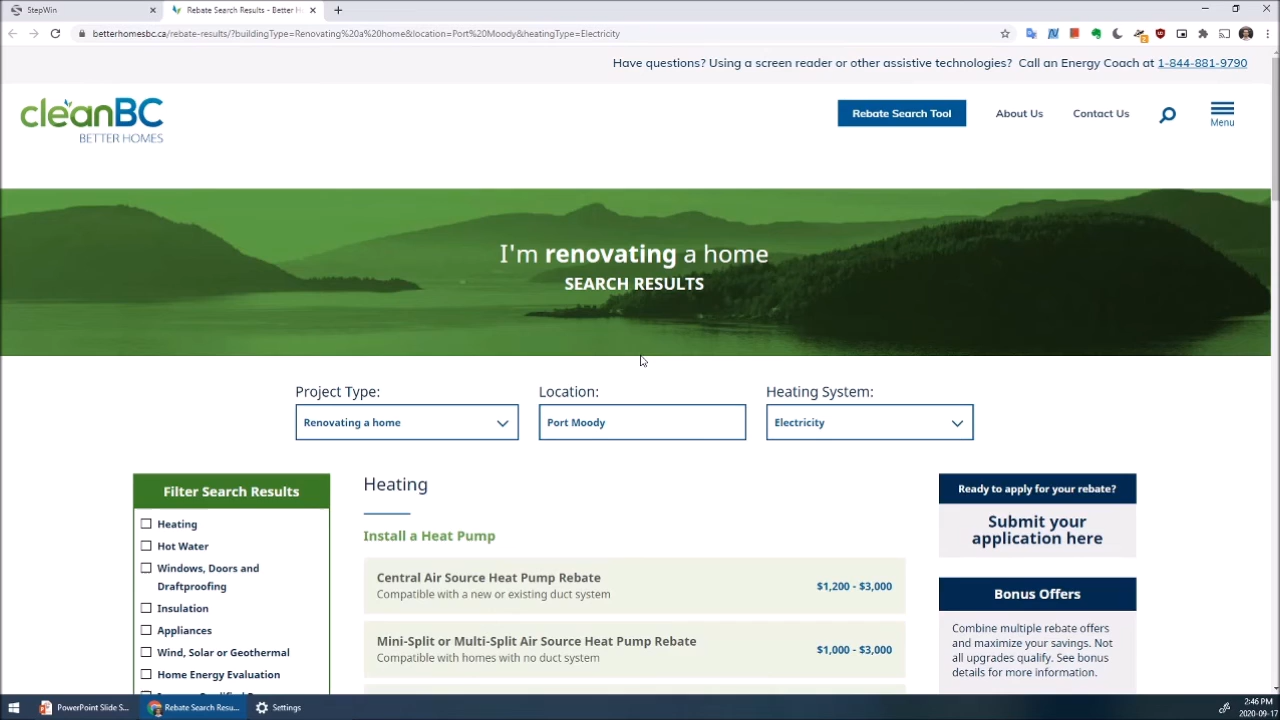 StepWin
Rebate Search Results - Better H
betterhomesbc.ca/rebate-results/?buildingType=Renovating%20a%20home&location=Port%20Moody&heatingType=Electricity
Have questions? Using a screen reader or other assistive technologies? Call an Energy Coach at 1-844-881-9790
cleanBC
BETTER HOMES
Rebate Search Tool
About Us
Contact Us
Menu
I'm renovating a home
SEARCH RESULTS
Project Type:
Location:
Heating System:
Renovating a home
Port Moody
Electricity
Filter Search Results
Heating
Hot Water
Windows, Doors and
Draftproofing
Insulation
Appliances
Wind, Solar or Geothermal
Home Energy Evaluation
Heating
Install a Heat Pump
Central Air Source Heat Pump Rebate
Compatible with a new or existing duct system
$1,200 - $3,000
Mini-Split or Multi-Split Air Source Heat Pump Rebate
Compatible with homes with no duct system
$1,000 - $3,000
Ready to apply for your rebate?
Submit your
application here
Bonus Offers
Combine multiple rebate offers
and maximize your savings. Not
all upgrades qualify. See bonus
details for more information.
PowerPoint Slide S...
Rebate Search Resu...
Settings
2:46 PM
2020-09-17